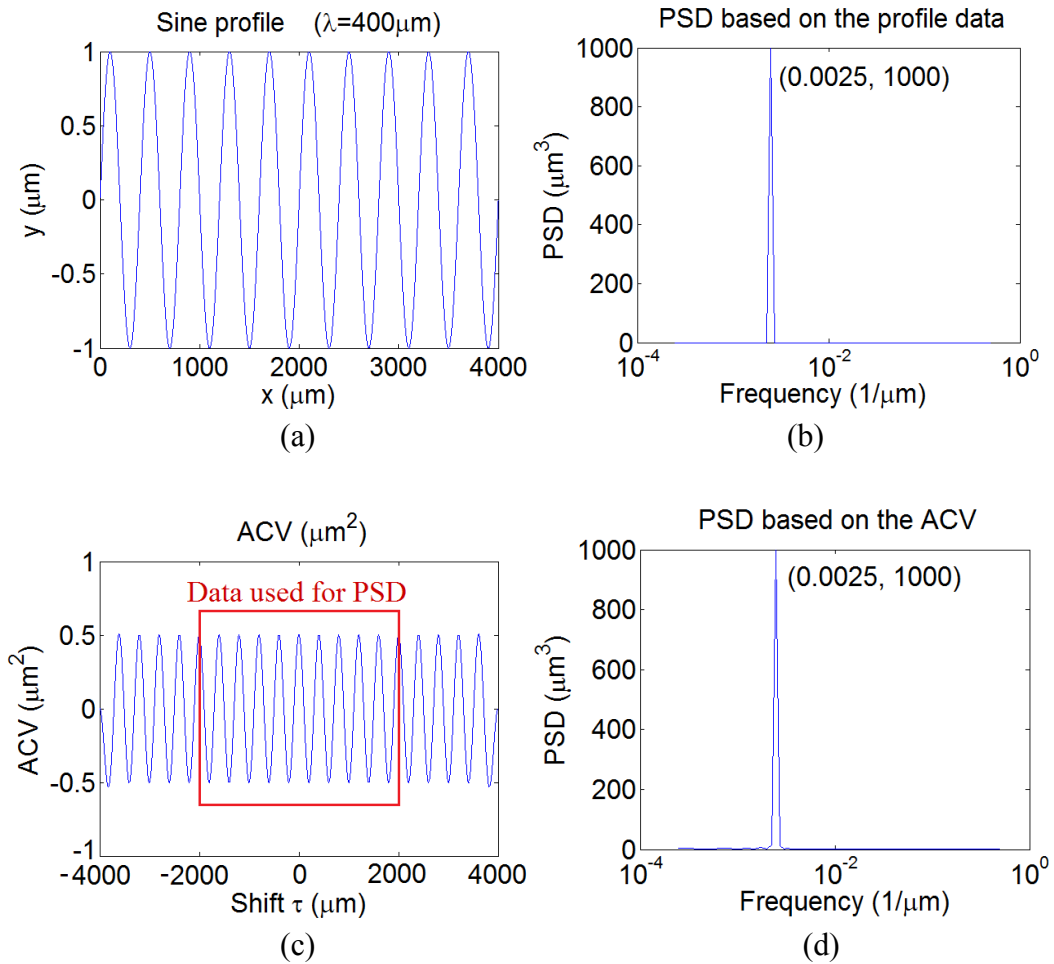 Sine profile (λ=400μm)
1
0.5
0
-0.5
-1
y (μm)
0 1000 2000 3000 4000
x (μm)
(a)
PSD based on the profile data
1000
800
600
400
200
0
PSD (μm³)
(0.0025, 1000)
10⁻⁴ 10⁻² 10⁰
Frequency (1/μm)
(b)
ACV (μm²)
1
0.5
0
-0.5
-1
ACV (μm²)
Data used for PSD
-4000 -2000 0 2000 4000
Shift τ (μm)
(c)
PSD based on the ACV
1000
800
600
400
200
0
PSD (μm³)
(0.0025, 1000)
10⁻⁴ 10⁻² 10⁰
Frequency (1/μm)
(d)